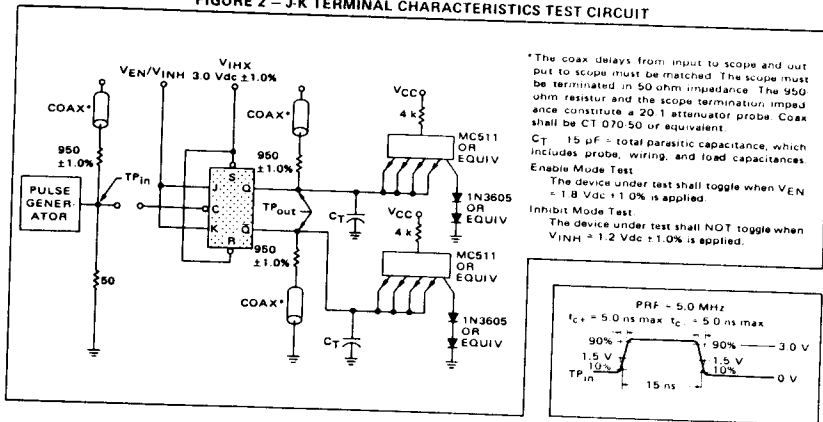 FIGURE 2 – J-K TERMINAL CHARACTERISTICS TEST CIRCUIT
VEN/VINH
VIHX
3.0 Vdc ±1.0%
COAX*
COAX*
950
±1.0%
950
±1.0%
TPin
PULSE
GENER-
ATOR
50
J
S
Q
C
K
R
Q̅
TPout
950
±1.0%
COAX*
VCC
4 k
MC511
OR
EQUIV
CT
1N3605
OR
EQUIV
VCC
4 k
MC511
OR
EQUIV
CT
1N3605
OR
EQUIV
*The coax delays from input to scope and out
put to scope must be matched. The scope must
be terminated in 50 ohm impedance. The 950-
ohm resistor and the scope termination imped
ance constitute a 20:1 attenuator probe. Coax
shall be CT 070-50 or equivalent.
CT 15 pF = total parasitic capacitance, which
includes probe, wiring, and load capacitances.
Enable Mode Test
The device under test shall toggle when VEN
= 1.8 Vdc ±1.0% is applied.
Inhibit Mode Test
The device under test shall NOT toggle when
VINH = 1.2 Vdc ±1.0% is applied.
PRF = 5.0 MHz
tC+ = 5.0 ns max tC- = 5.0 ns max
90%
90%
3.0 V
1.5 V
1.5 V
10%
10%
TPin
0 V
15 ns